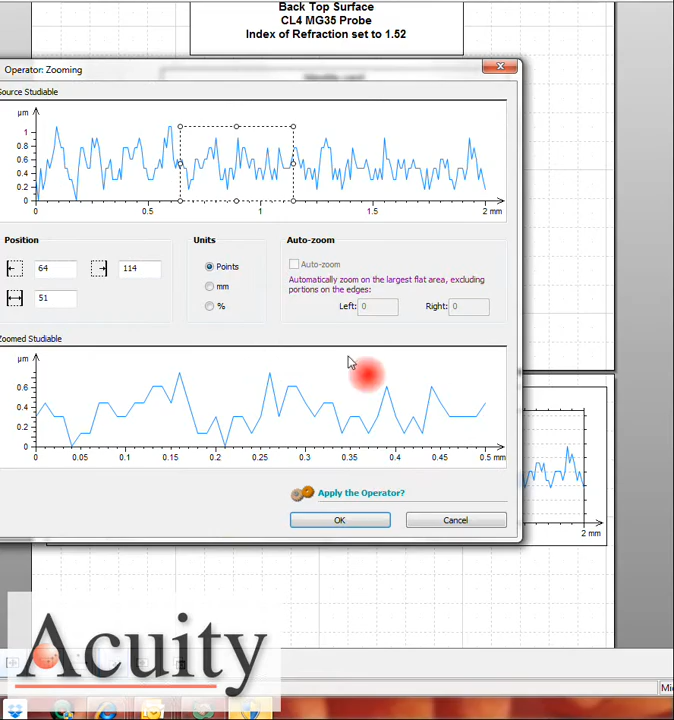 Back Top Surface
CL4 MG35 Probe
Index of Refraction set to 1.52
Operator: Zooming
Source Studiable
µm
1
0.8
0.6
0.4
0.2
0
0 0.5 1 1.5 2 mm
Position
Units
Auto-zoom
64
114
Points
Auto-zoom
mm
Automatically zoom on the largest flat area, excluding
portions on the edges:
51
%
Left: 0
Right: 0
Zoomed Studiable
µm
0.6
0.4
0.2
0
0 0.05 0.1 0.15 0.2 0.25 0.3 0.35 0.4 0.45 0.5 mm
Apply the Operator?
OK
Cancel
2 mm
Acuity